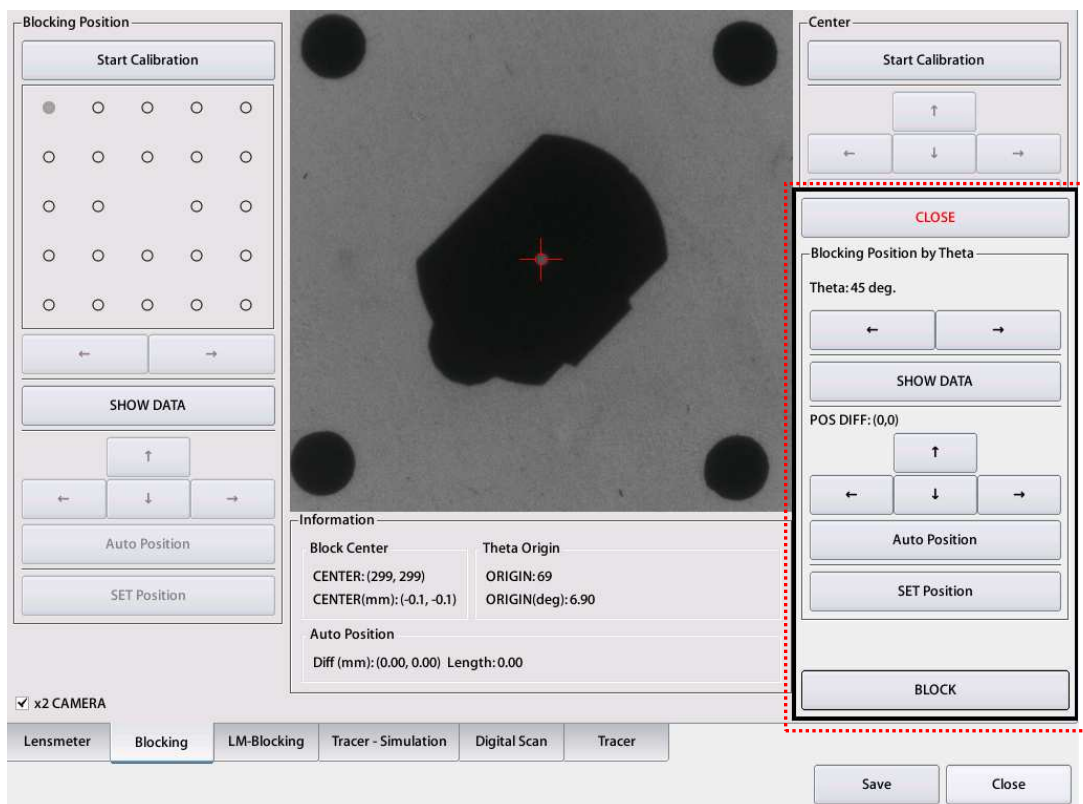 Blocking Position
Start Calibration
← →
SHOW DATA
↑
← ↓ →
Auto Position
SET Position
x2 CAMERA
Information
Block Center
CENTER: (299, 299)
CENTER(mm): (-0.1, -0.1)
Theta Origin
ORIGIN: 69
ORIGIN(deg): 6.90
Auto Position
Diff (mm): (0.00, 0.00) Length: 0.00
Center
Start Calibration
↑
← ↓ →
CLOSE
Blocking Position by Theta
Theta: 45 deg.
← →
SHOW DATA
POS DIFF: (0,0)
↑
← ↓ →
Auto Position
SET Position
BLOCK
Lensmeter Blocking LM-Blocking Tracer - Simulation Digital Scan Tracer
Save Close